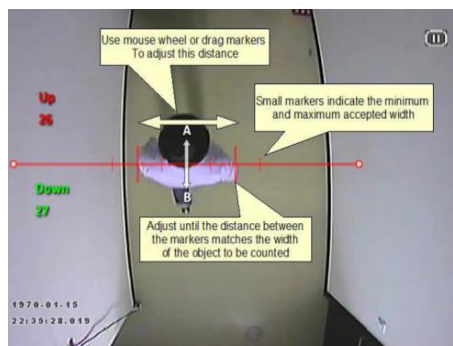 Use mouse wheel or drag markers
To adjust this distance
Up
26
Small markers indicate the minimum
and maximum accepted width
A
B
Down
27
Adjust until the distance between
the markers matches the width
of the object to be counted
1970-01-15
22:35:28.019